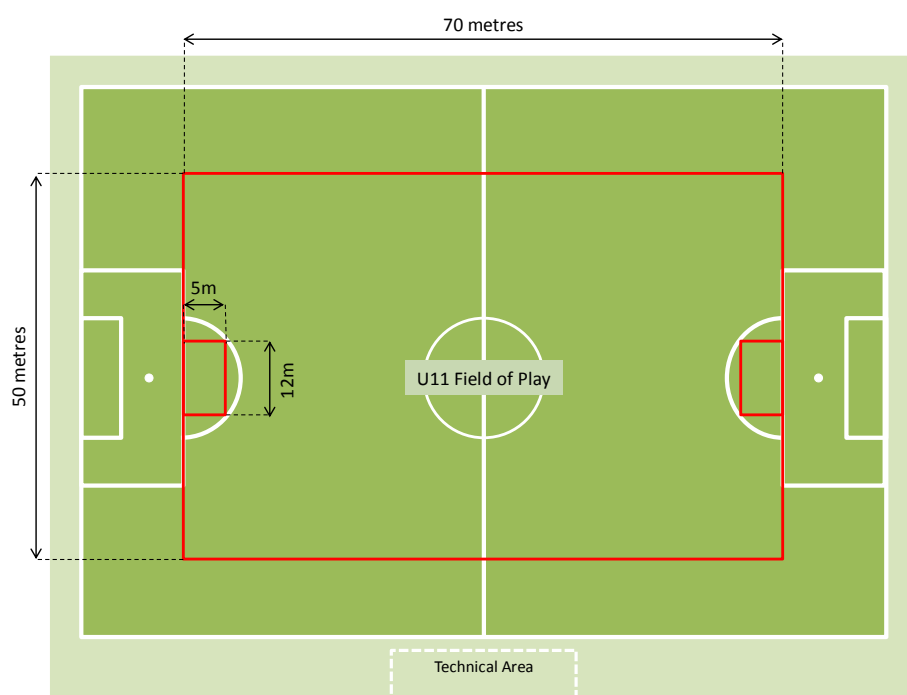 70 metres
5m
50 metres
12m
U11 Field of Play
Technical Area